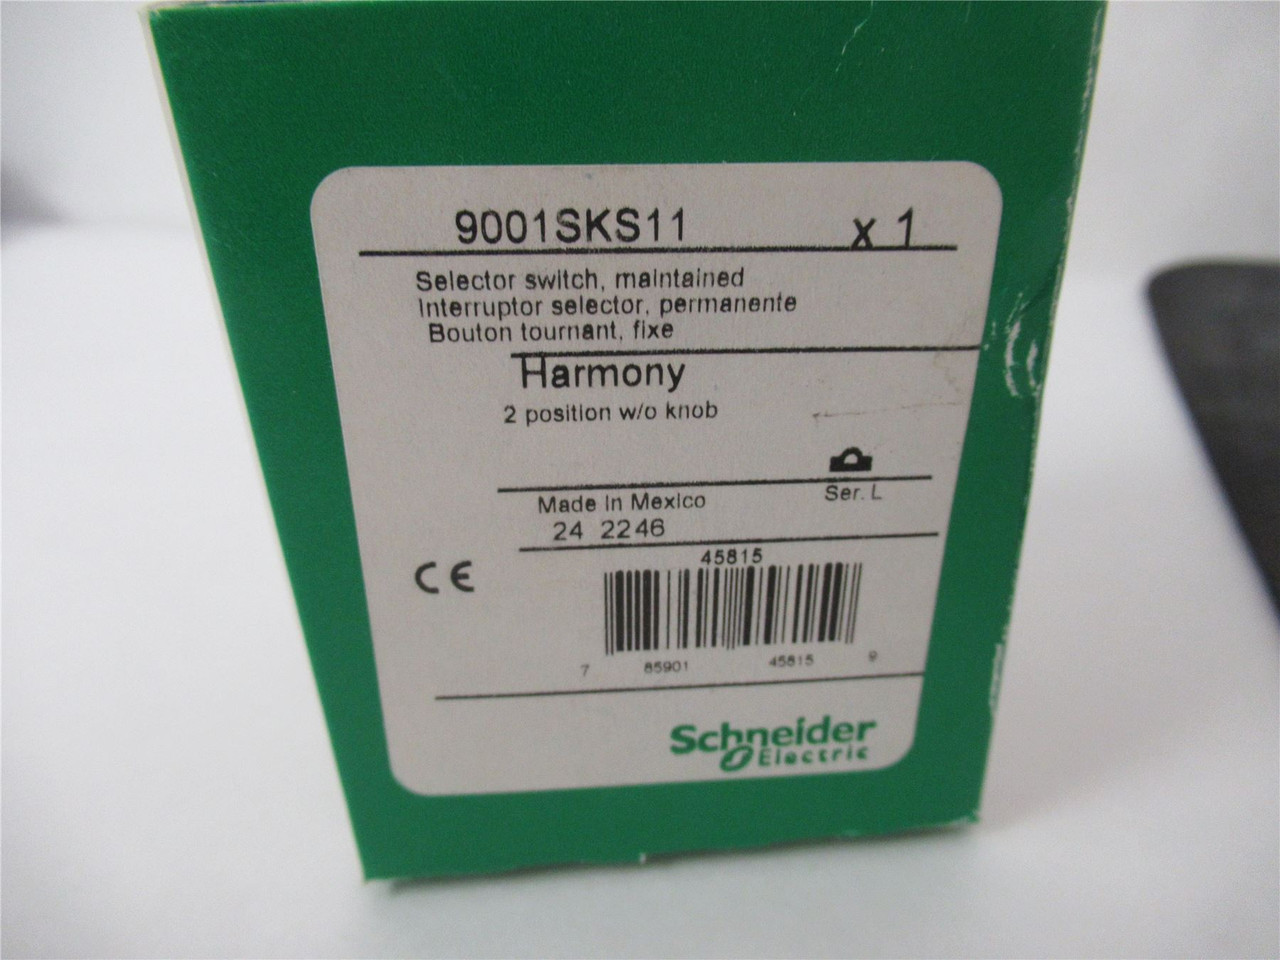 9001SKS11 x 1
Selector switch, maintained
Interruptor selector, permanente
Bouton tournant, fixe
Harmony
2 position w/o knob
Ser. L
Made in Mexico
24 2246
45815
CE
7 85901 45815 9
Schneider
Electric